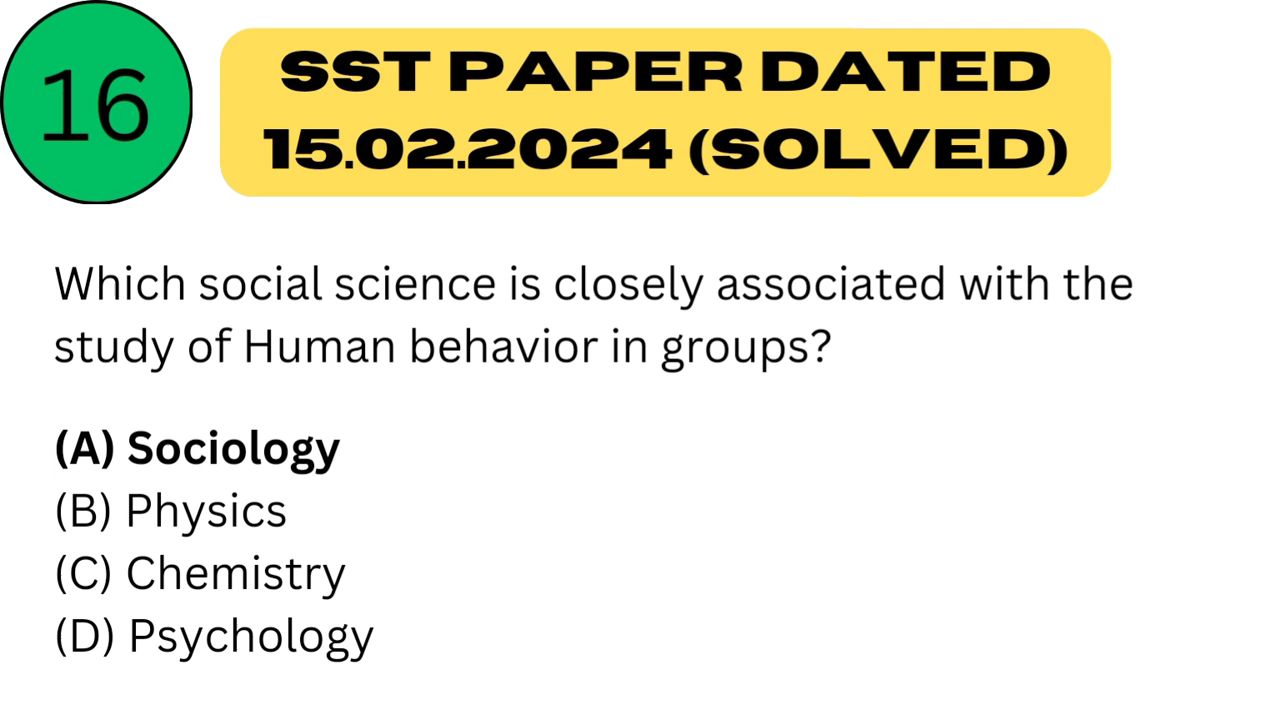 16
SST PAPER DATED
15.02.2024 (SOLVED)
Which social science is closely associated with the
study of Human behavior in groups?
(A) Sociology
(B) Physics
(C) Chemistry
(D) Psychology